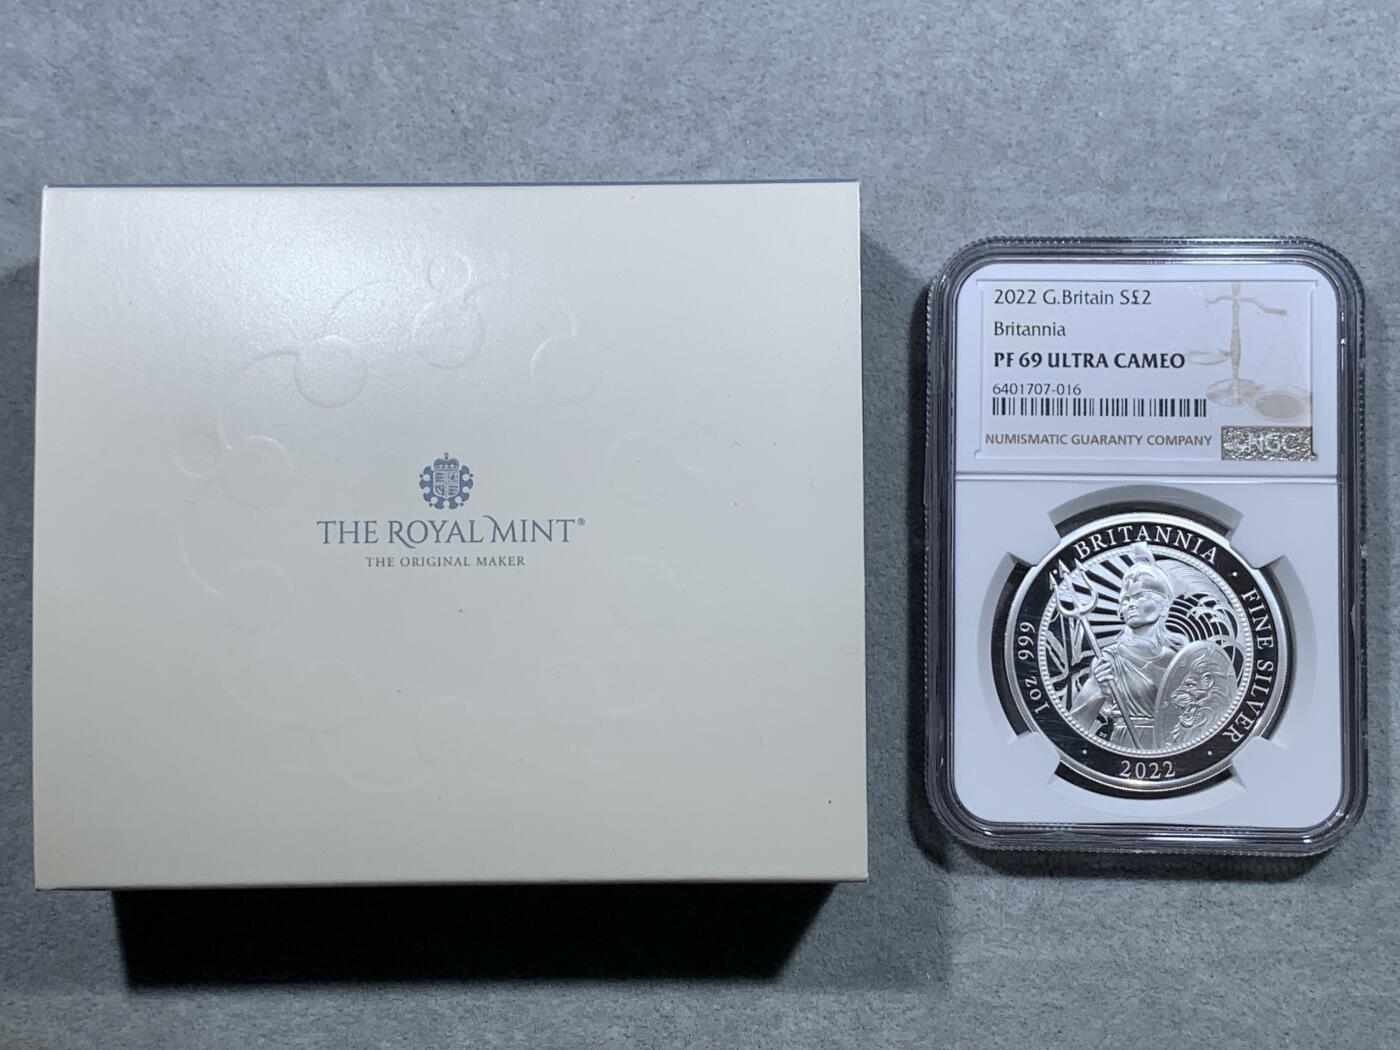 THE ROYAL MINT®
THE ORIGINAL MAKER
2022 G.Britain S£2
Britannia
PF 69 ULTRA CAMEO
6401707-016
NUMISMATIC GUARANTY COMPANY
NGC
BRITANNIA · FINE SILVER · 2022 · 1oz 999